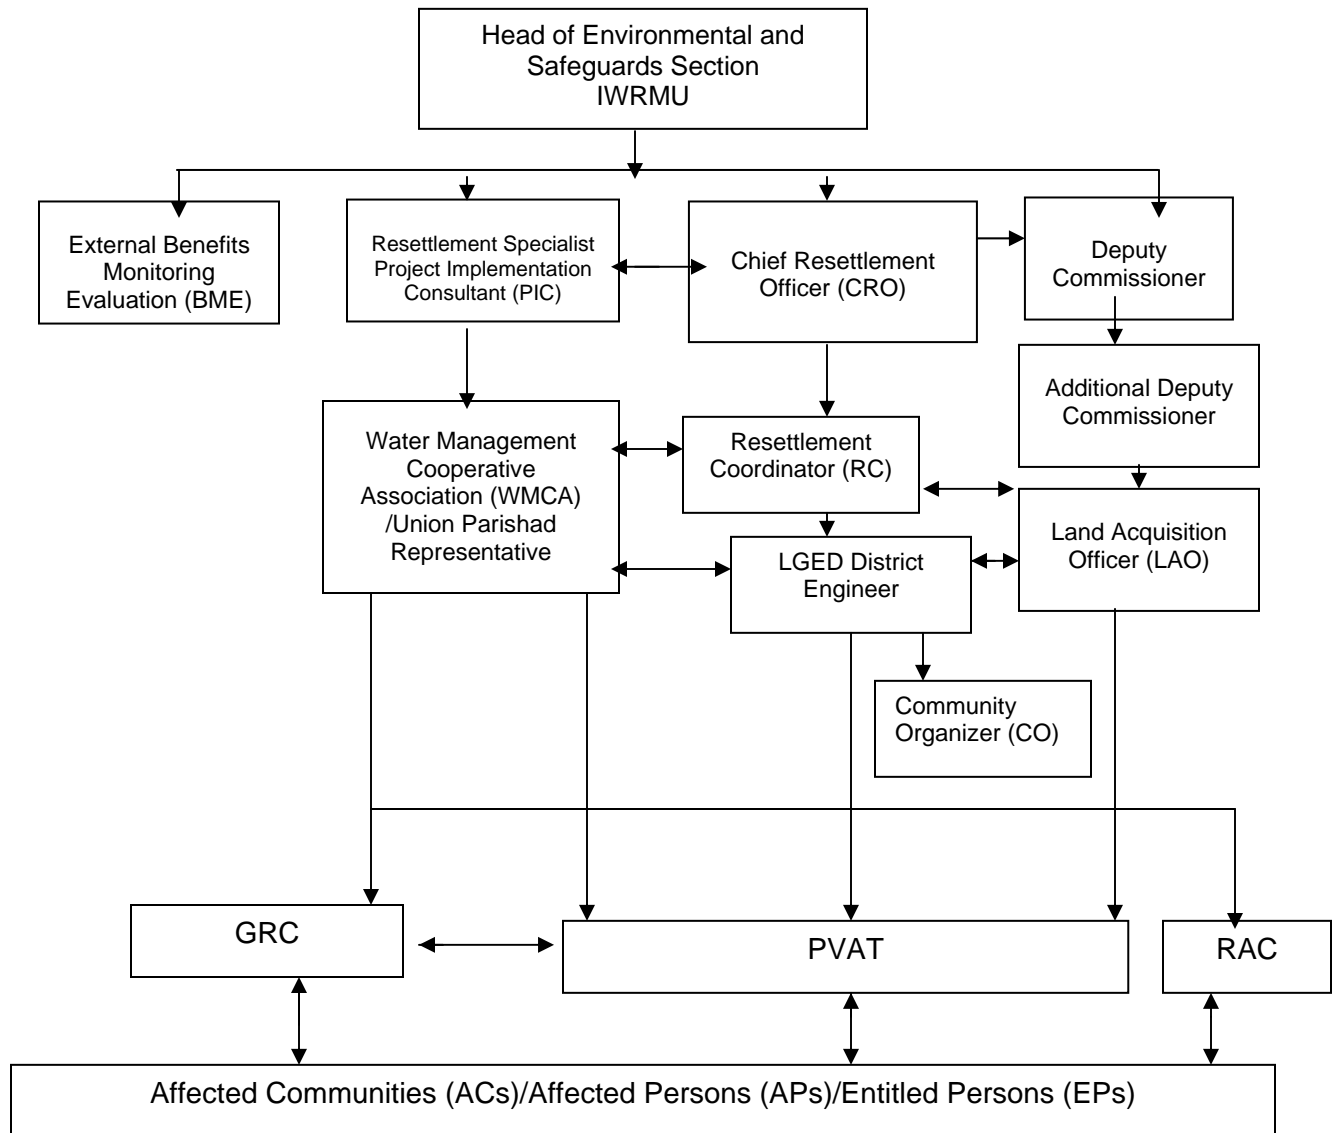 Head of Environmental and
Safeguards Section
IWRMU
External Benefits
Monitoring
Evaluation (BME)
Resettlement Specialist
Project Implementation
Consultant (PIC)
Chief Resettlement
Officer (CRO)
Deputy
Commissioner
Additional Deputy
Commissioner
Water Management
Cooperative
Association (WMCA)
/Union Parishad
Representative
Resettlement
Coordinator (RC)
Land Acquisition
Officer (LAO)
LGED District
Engineer
Community
Organizer (CO)
GRC
PVAT
RAC
Affected Communities (ACs)/Affected Persons (APs)/Entitled Persons (EPs)